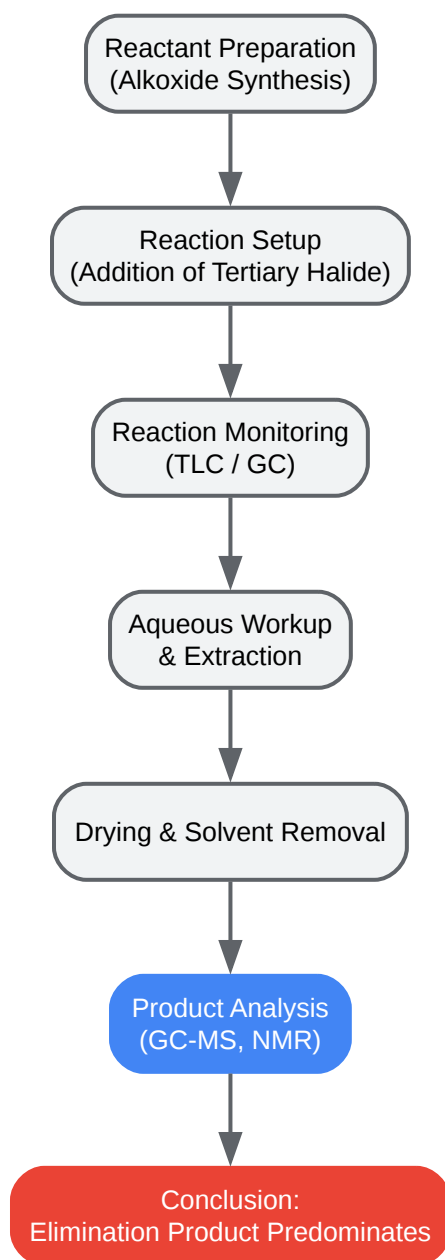 Reactant Preparation
(Alkoxide Synthesis)
Reaction Setup
(Addition of Tertiary Halide)
Reaction Monitoring
(TLC / GC)
Aqueous Workup
& Extraction
Drying & Solvent Removal
Product Analysis
(GC-MS, NMR)
Conclusion:
Elimination Product Predominates